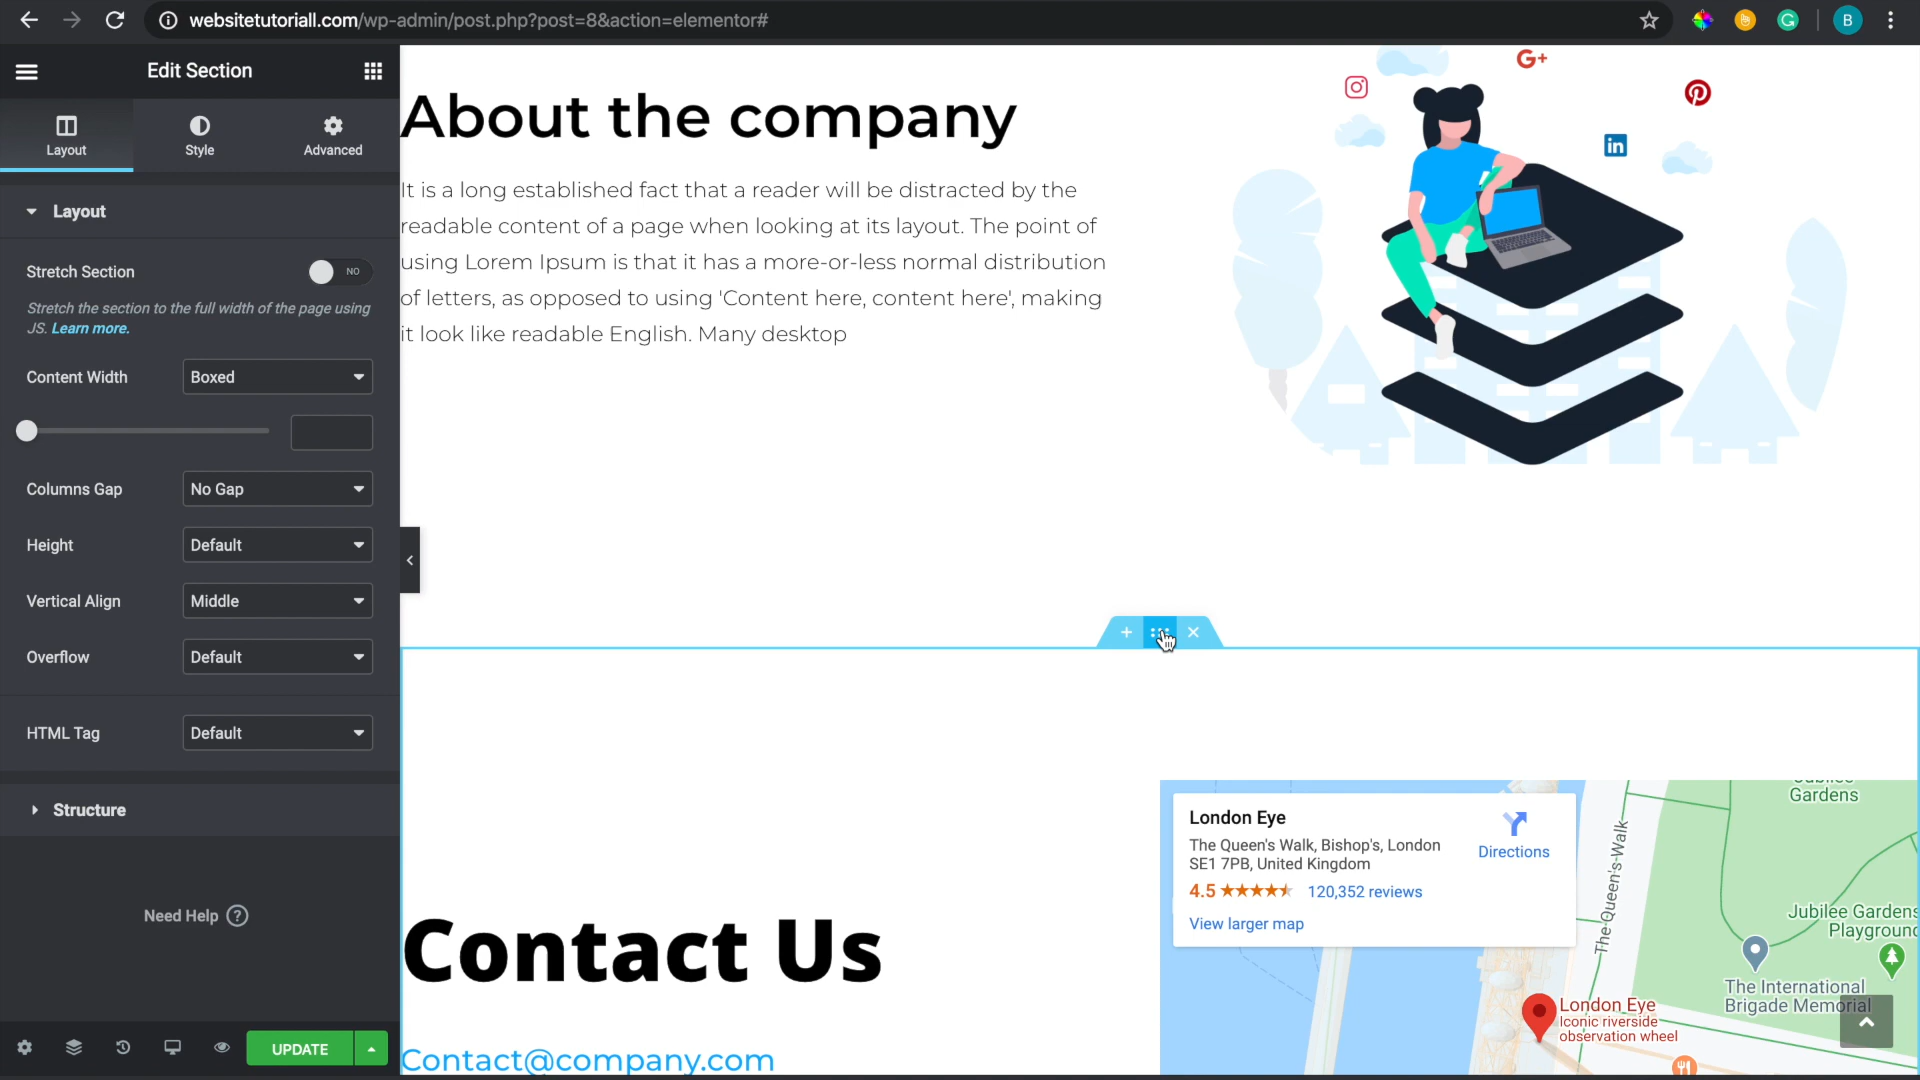 websitetutoriall.com/wp-admin/post.php?post=8&action=elementor#
B
Edit Section
Layout
Style
Advanced
Layout
Stretch Section
NO
Stretch the section to the full width of the page using
JS. Learn more.
Content Width
Boxed
Columns Gap
No Gap
Height
Default
Vertical Align
Middle
Overflow
Default
HTML Tag
Default
Structure
Need Help ?
UPDATE
About the company
It is a long established fact that a reader will be distracted by the
readable content of a page when looking at its layout. The point of
using Lorem Ipsum is that it has a more-or-less normal distribution
of letters, as opposed to using 'Content here, content here', making
it look like readable English. Many desktop
G+
in
Contact Us
Contact@company.com
London Eye
The Queen's Walk, Bishop's, London
SE1 7PB, United Kingdom
4.5
120,352 reviews
View larger map
Directions
The Queen's Walk
Jubilee
Gardens
Jubilee Gardens
Playground
The International
Brigade Memorial
London Eye
Iconic riverside
observation wheel